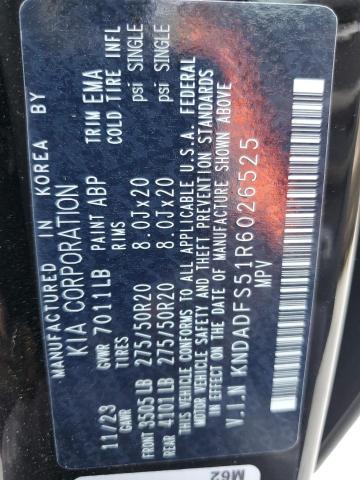 MANUFACTURED IN KOREA BY
KIA CORPORATION
GVWR 7011LB PAINT ABP TRIM EMA
11/23 GAWR TIRES RIMS COLD TIRE INFL
FRONT 3505LB 275/50R20 8.0Jx20 psi SINGLE
REAR 4101LB 275/50R20 8.0Jx20 psi SINGLE
THIS VEHICLE CONFORMS TO ALL APPLICABLE U.S.A. FEDERAL
MOTOR VEHICLE SAFETY AND THEFT PREVENTION STANDARDS
IN EFFECT ON THE DATE OF MANUFACTURE SHOWN ABOVE
V.I.N KNDADFS51R6026525
MPV
M62